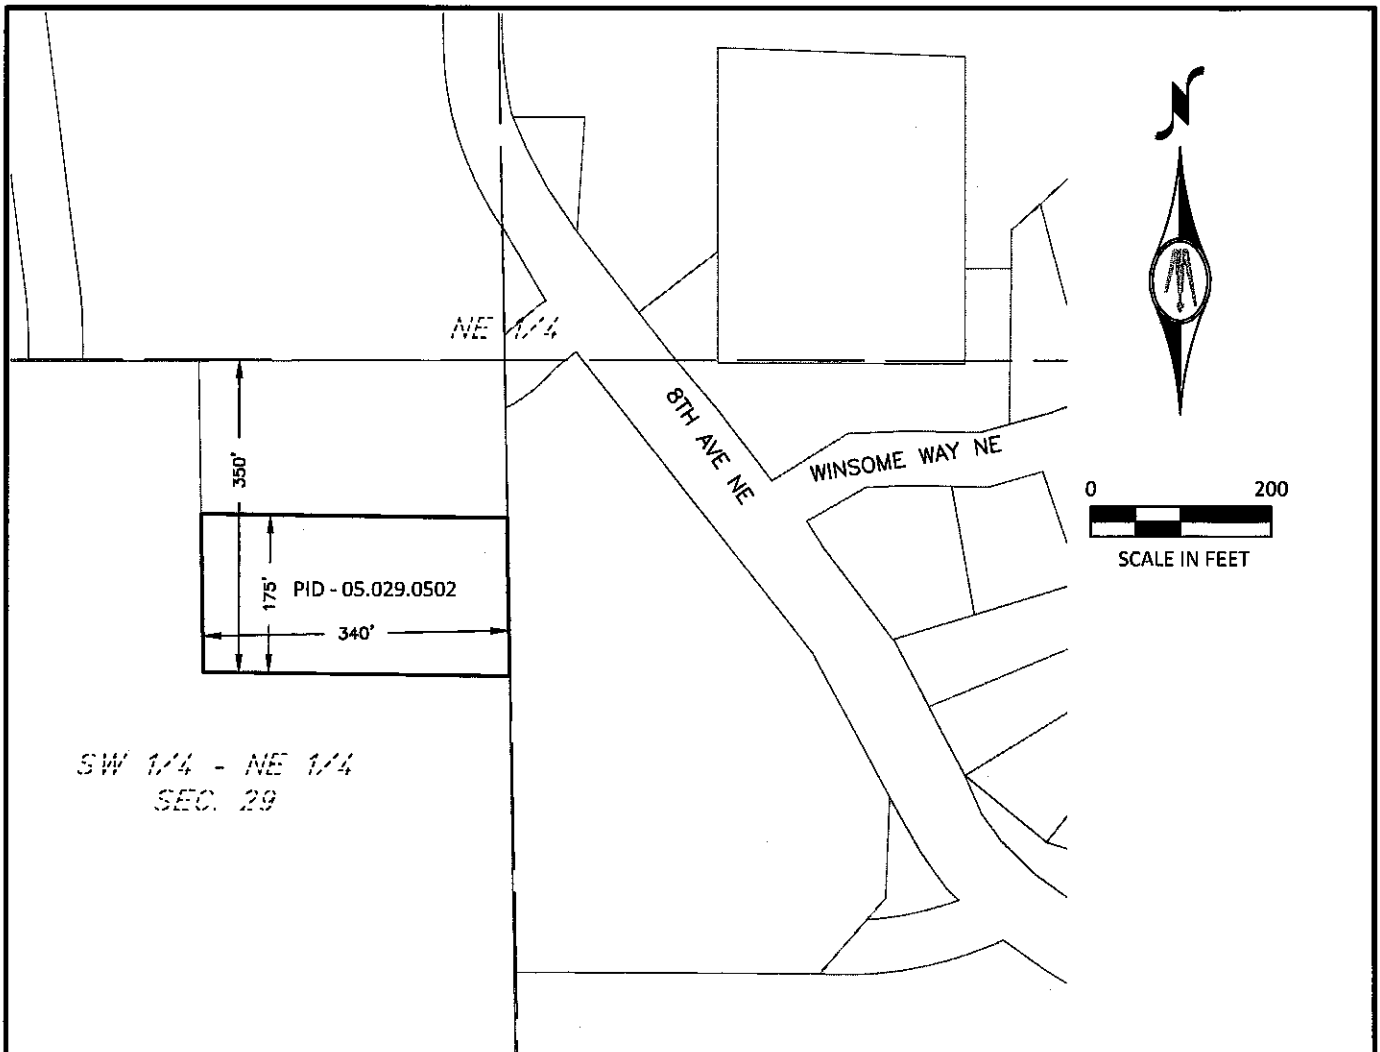 N
NE 1/4
8TH AVE NE
WINSOME WAY NE
0 200
SCALE IN FEET
350'
175'
PID - 05.029.0502
340'
SW 1/4 - NE 1/4
SEC. 29